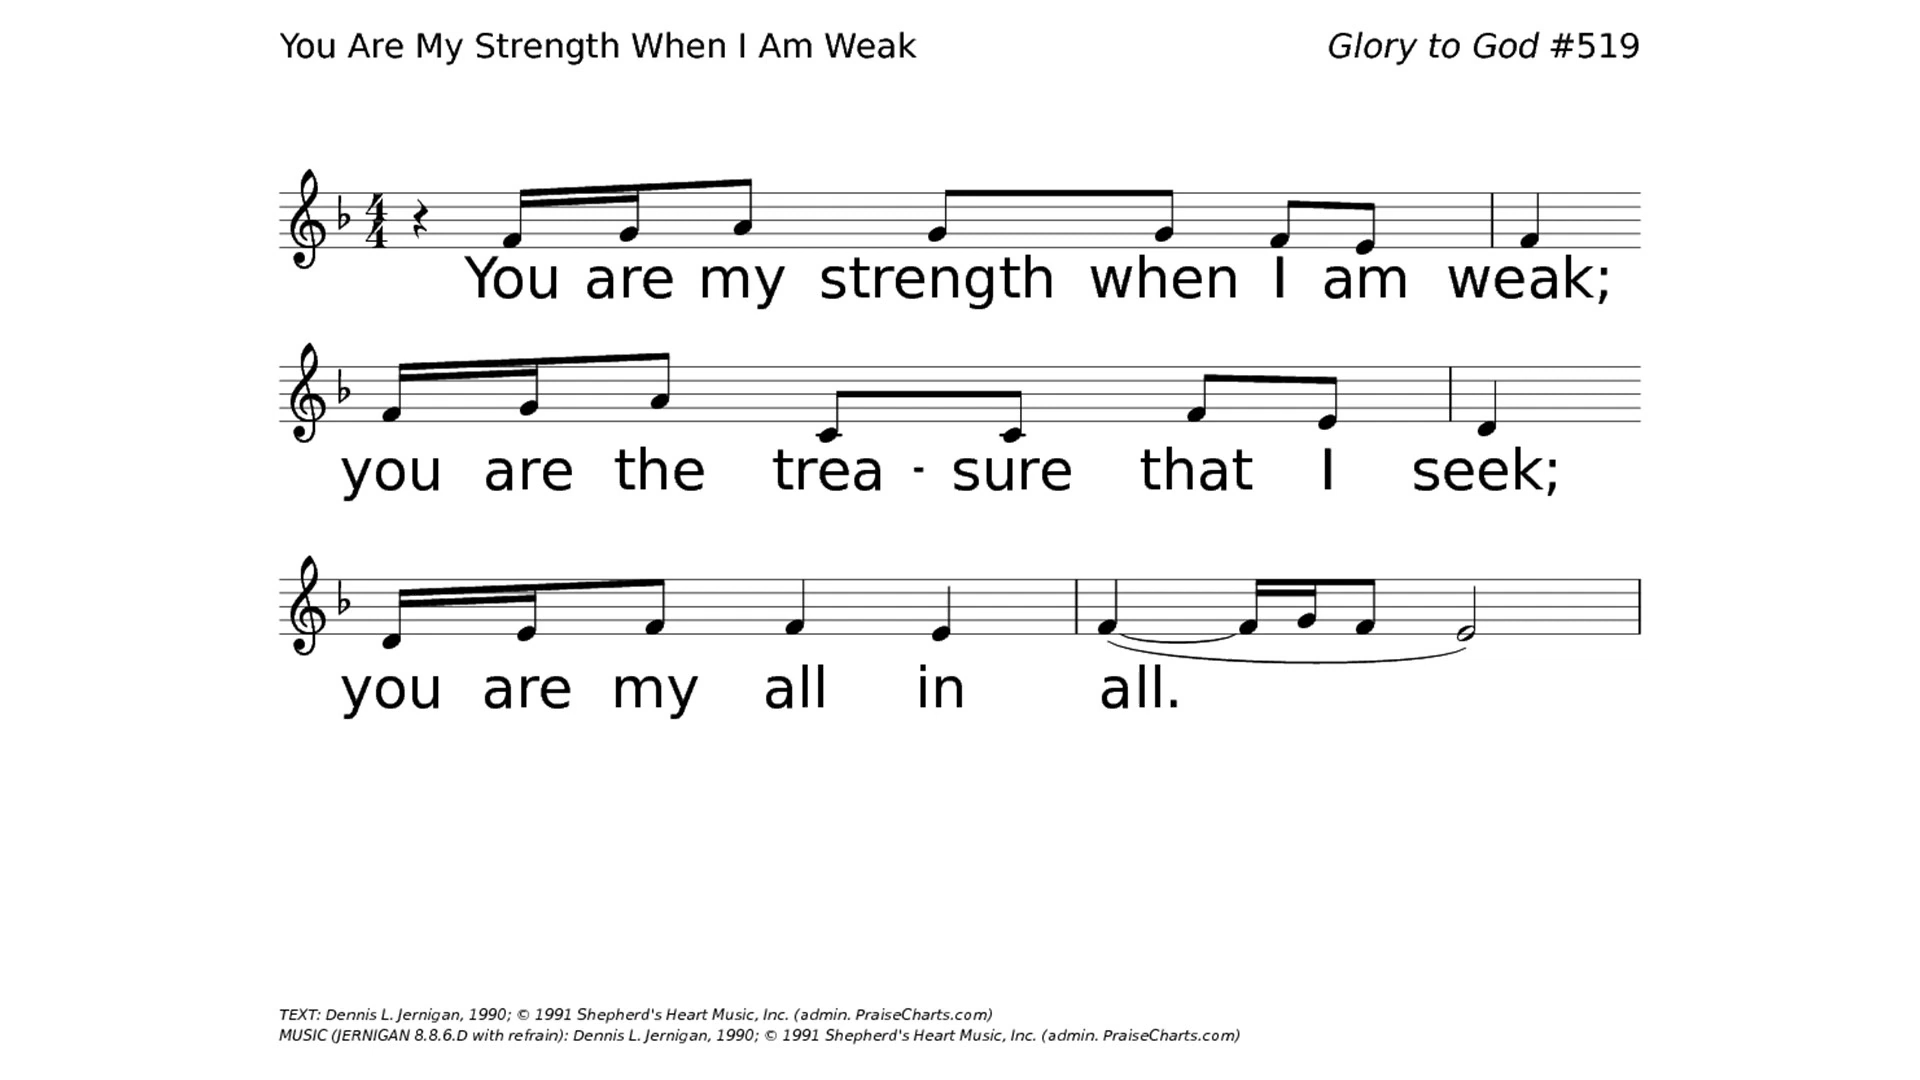 You Are My Strength When I Am Weak
Glory to God #519
4
4
You are my strength when I am weak;
you are the trea - sure that I seek;
you are my all in all.
TEXT: Dennis L. Jernigan, 1990; © 1991 Shepherd's Heart Music, Inc. (admin. PraiseCharts.com)
MUSIC (JERNIGAN 8.8.6.D with refrain): Dennis L. Jernigan, 1990; © 1991 Shepherd's Heart Music, Inc. (admin. PraiseCharts.com)